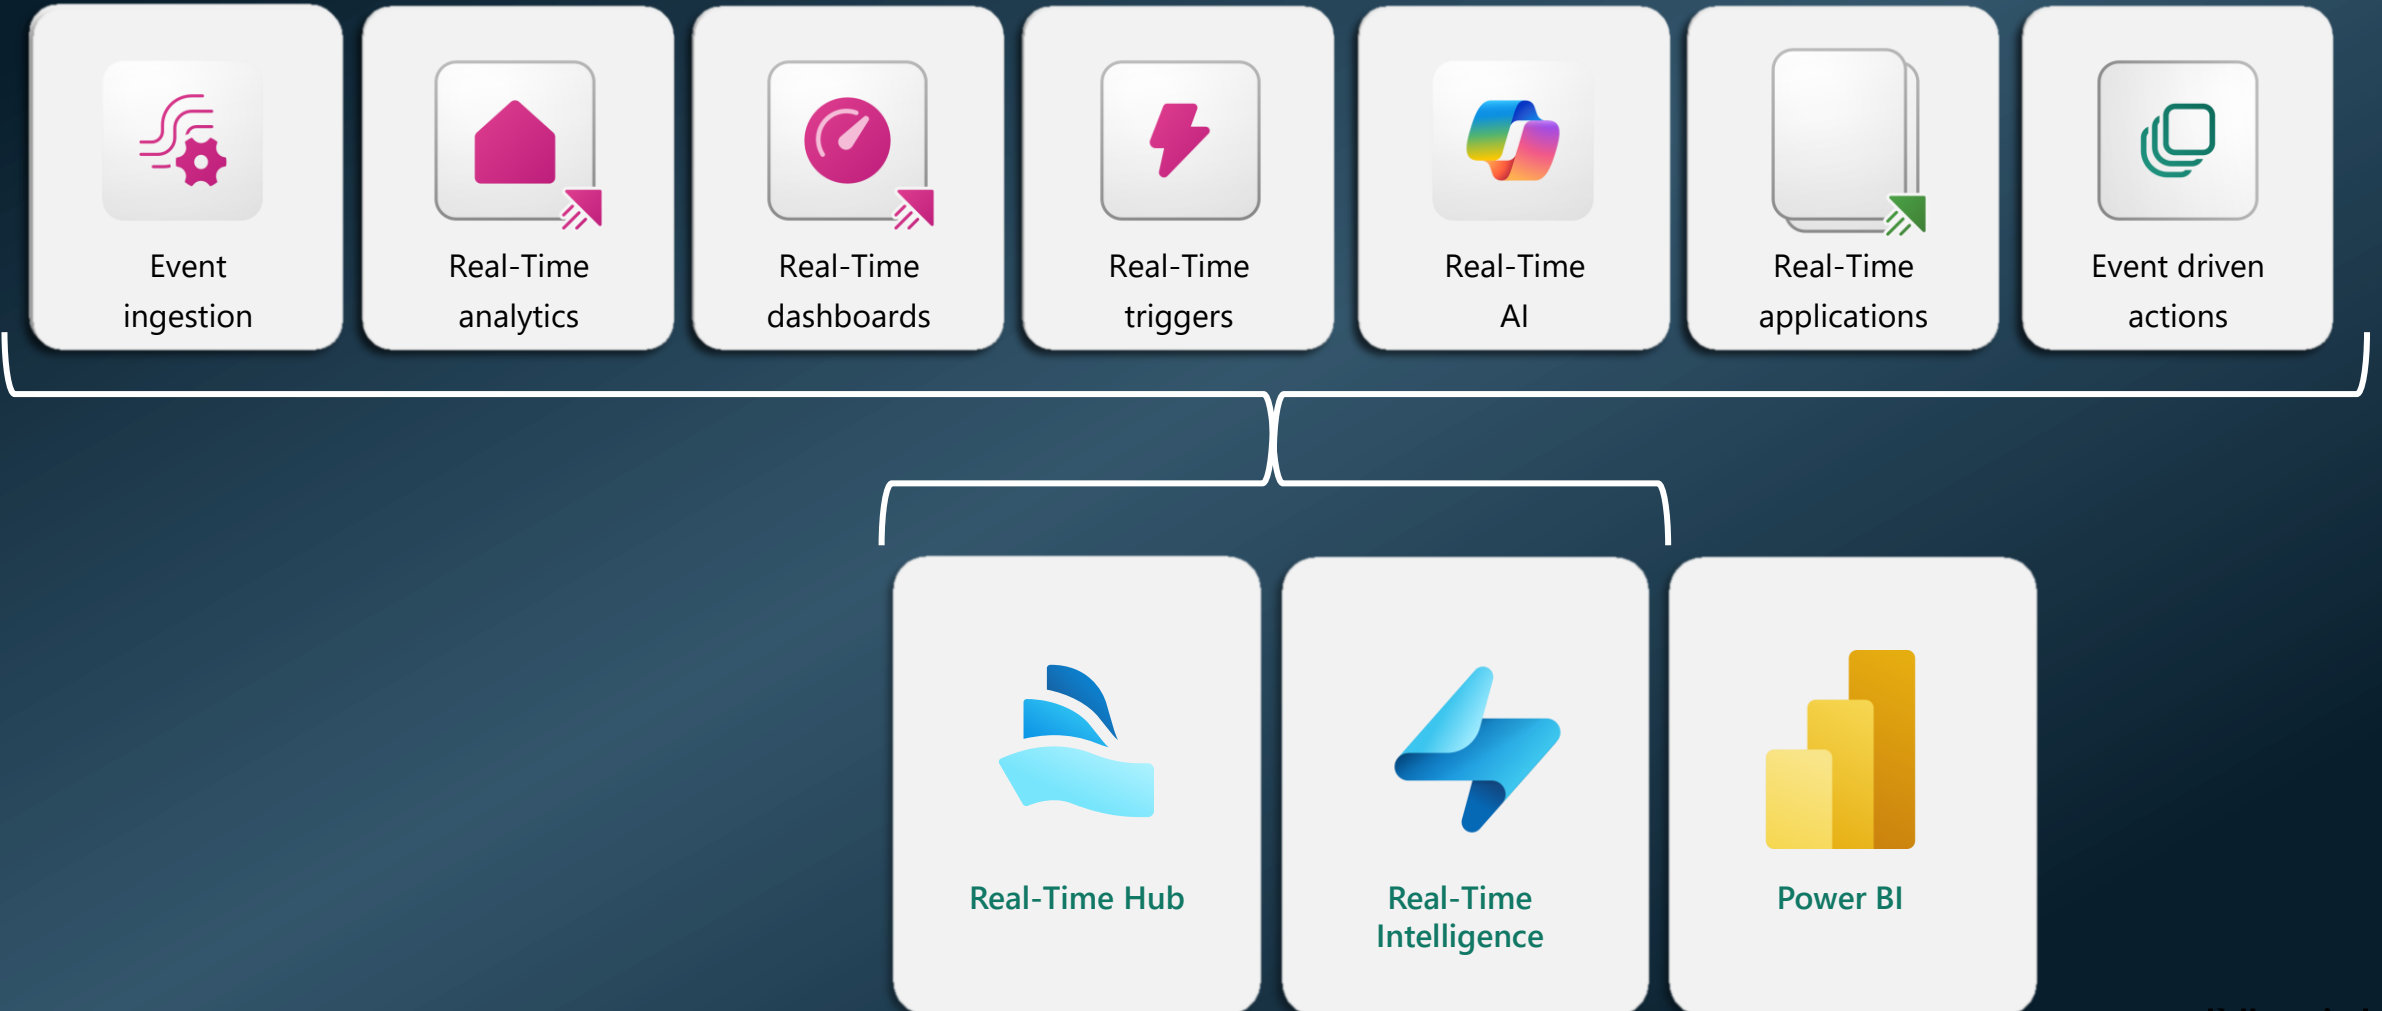 Event
ingestion
Real-Time
analytics
Real-Time
dashboards
Real-Time
triggers
Real-Time
AI
Real-Time
applications
Event driven
actions
Real-Time Hub
Real-Time
Intelligence
Power BI